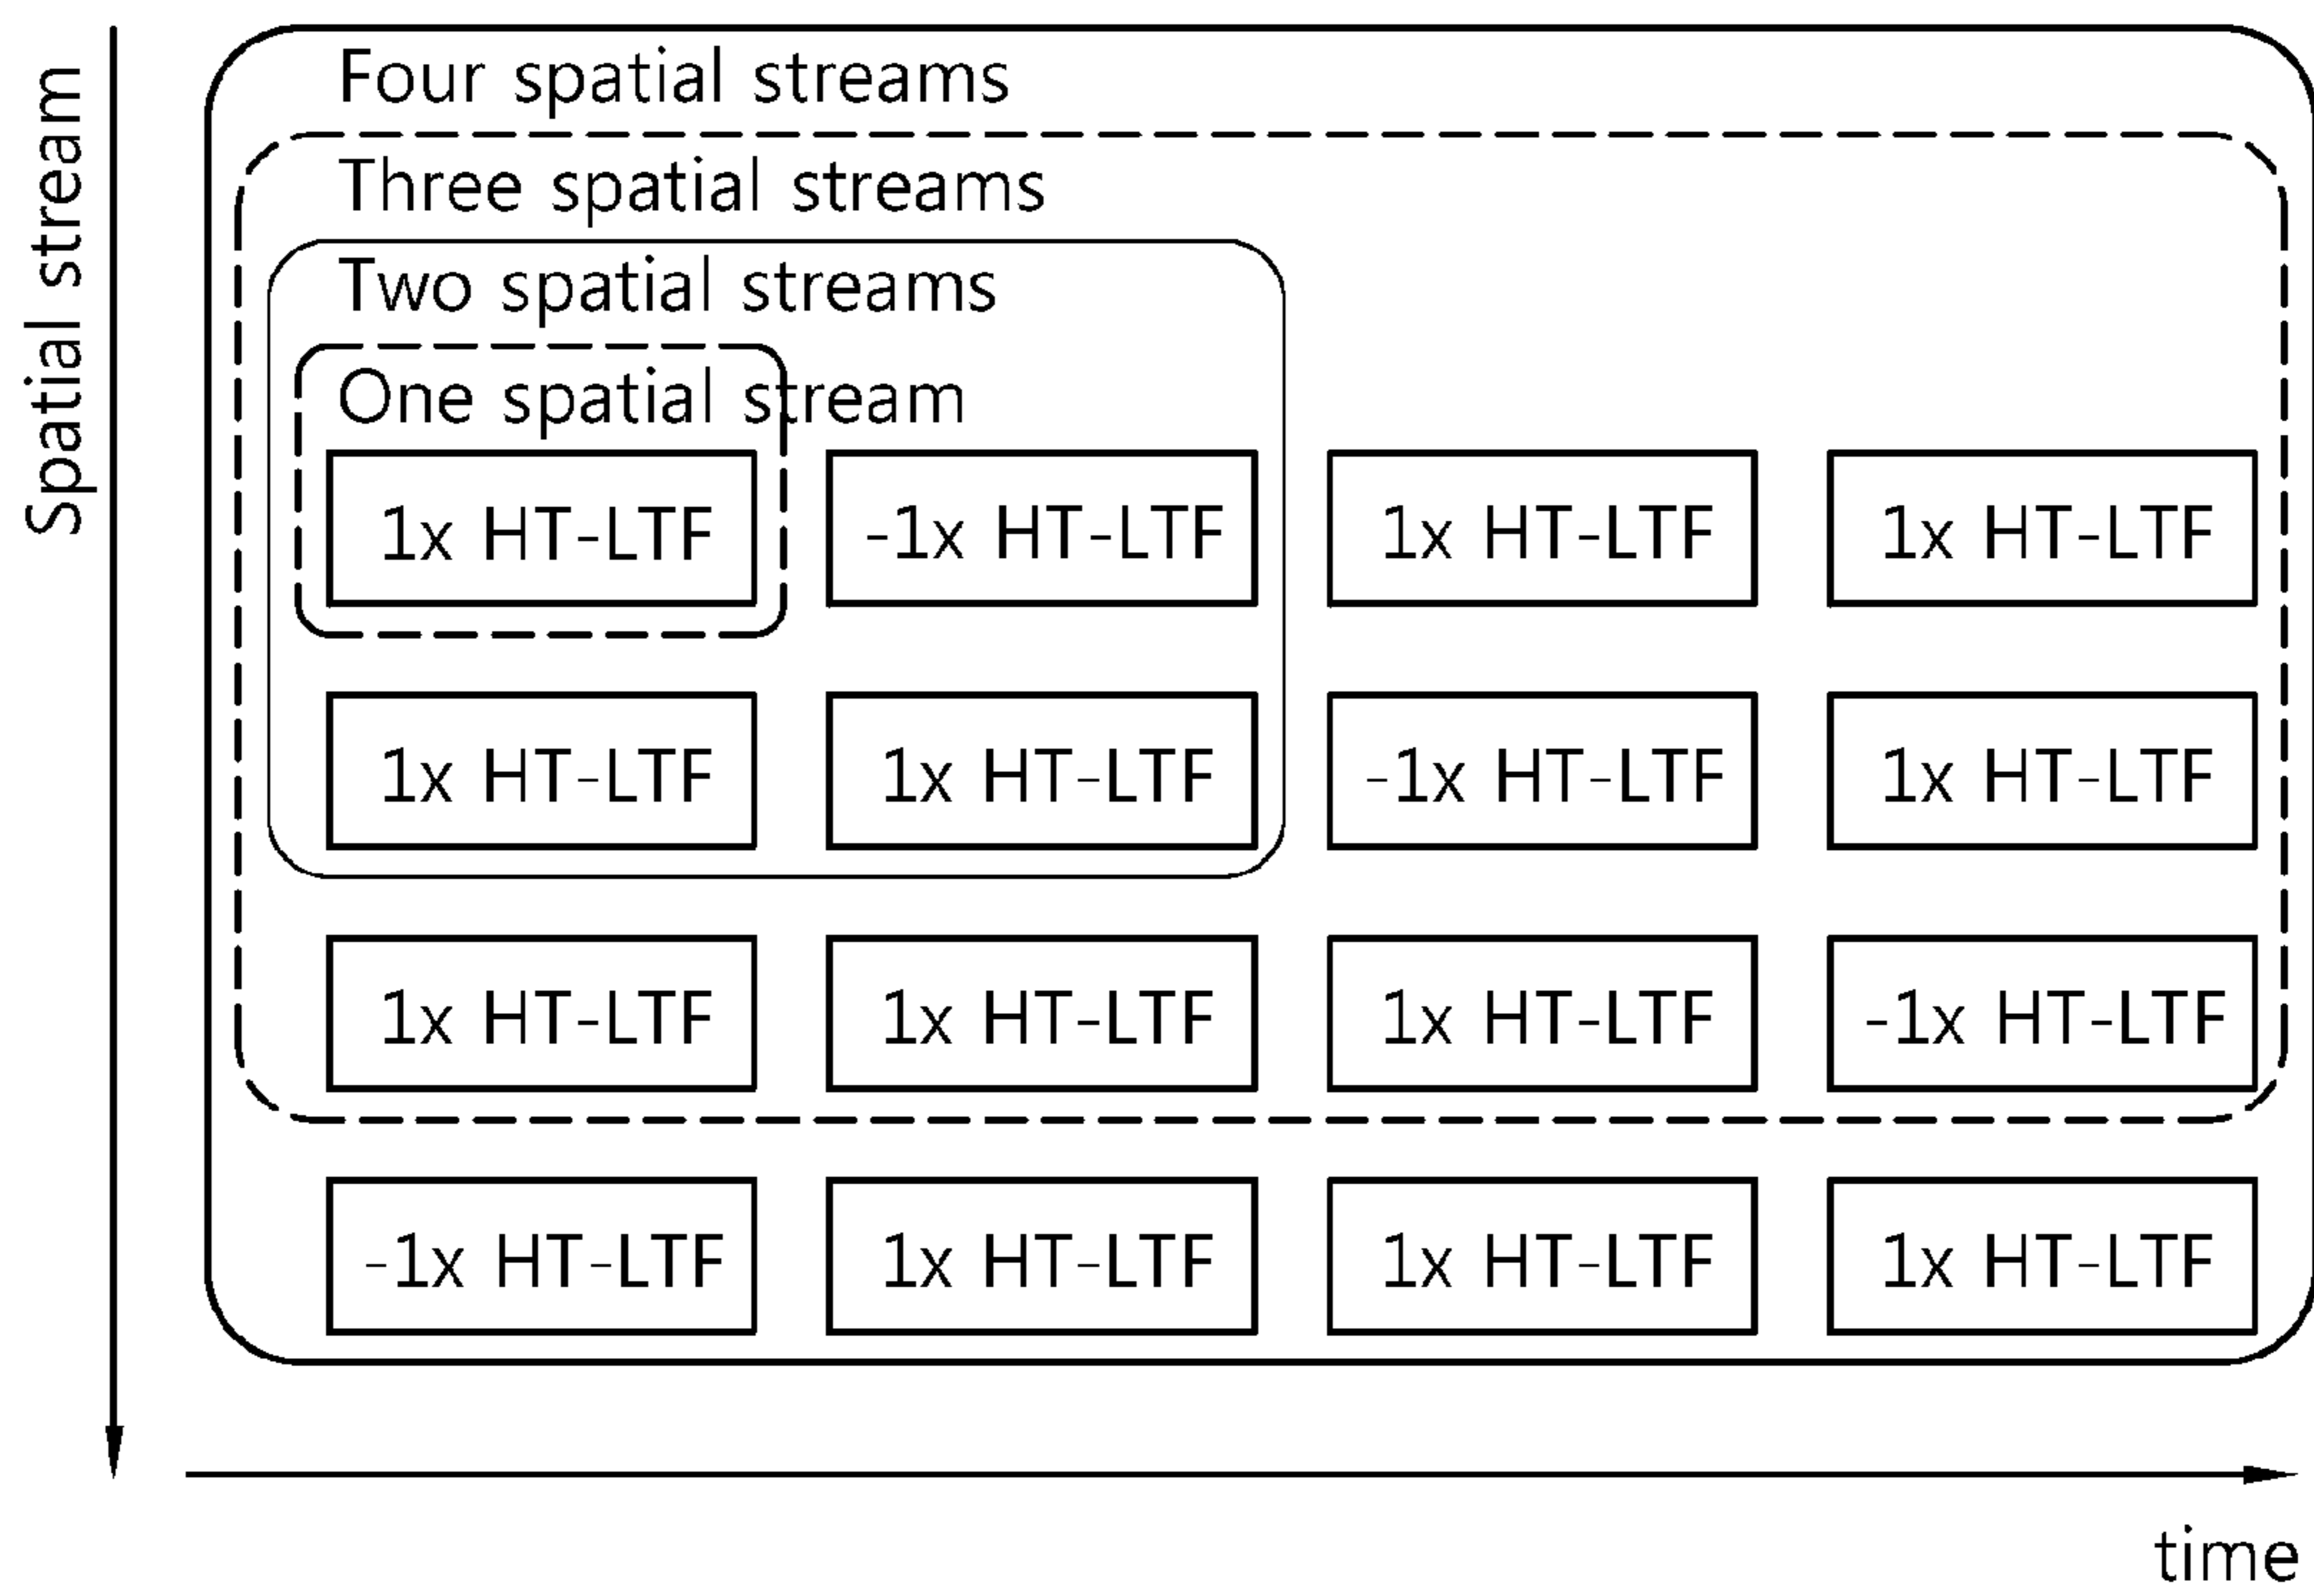 Spatial stream
Four spatial streams
Three spatial streams
Two spatial streams
One spatial stream
1x HT-LTF -1x HT-LTF 1x HT-LTF 1x HT-LTF
1x HT-LTF 1x HT-LTF -1x HT-LTF 1x HT-LTF
1x HT-LTF 1x HT-LTF 1x HT-LTF -1x HT-LTF
-1x HT-LTF 1x HT-LTF 1x HT-LTF 1x HT-LTF
time